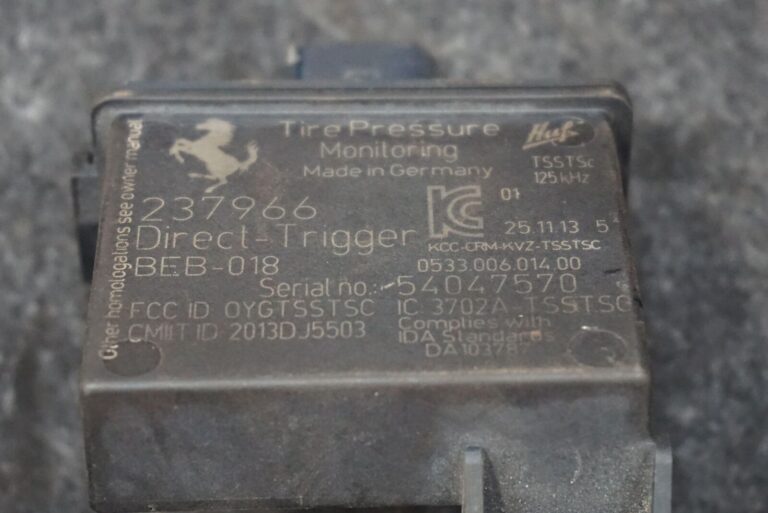 Tire Pressure
Monitoring
Made in Germany
Huf
TSSTSc
125 kHz
237966
01
25.11.13 5
Direct-Trigger
KCC-CRM-KVZ-TSSTSC
BEB-018
0533.006.014.00
Serial no.: 54047570
FCC ID OYGTSSTSC IC 3702A TSSTSC
CMIIT ID 2013DJ5503
Complies with
IDA Standards
DA103787
Other homologations see owner manual